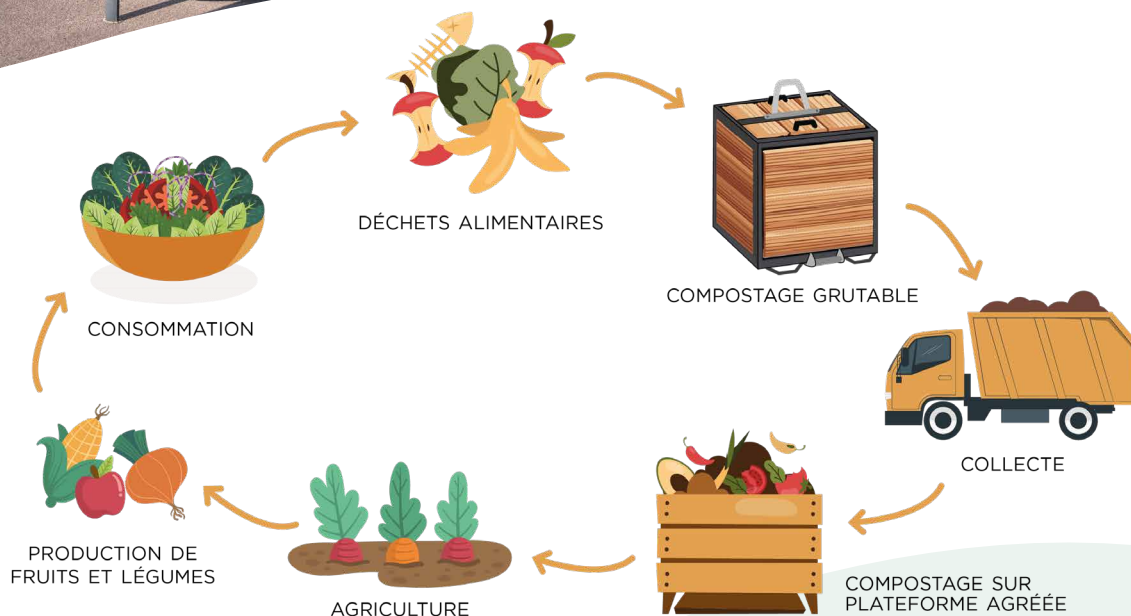 DÉCHETS ALIMENTAIRES
COMPOSTAGE GRUTABLE
CONSOMMATION
COLLECTE
PRODUCTION DE
FRUITS ET LÉGUMES
AGRICULTURE
COMPOSTAGE SUR
PLATEFORME AGRÉÉE